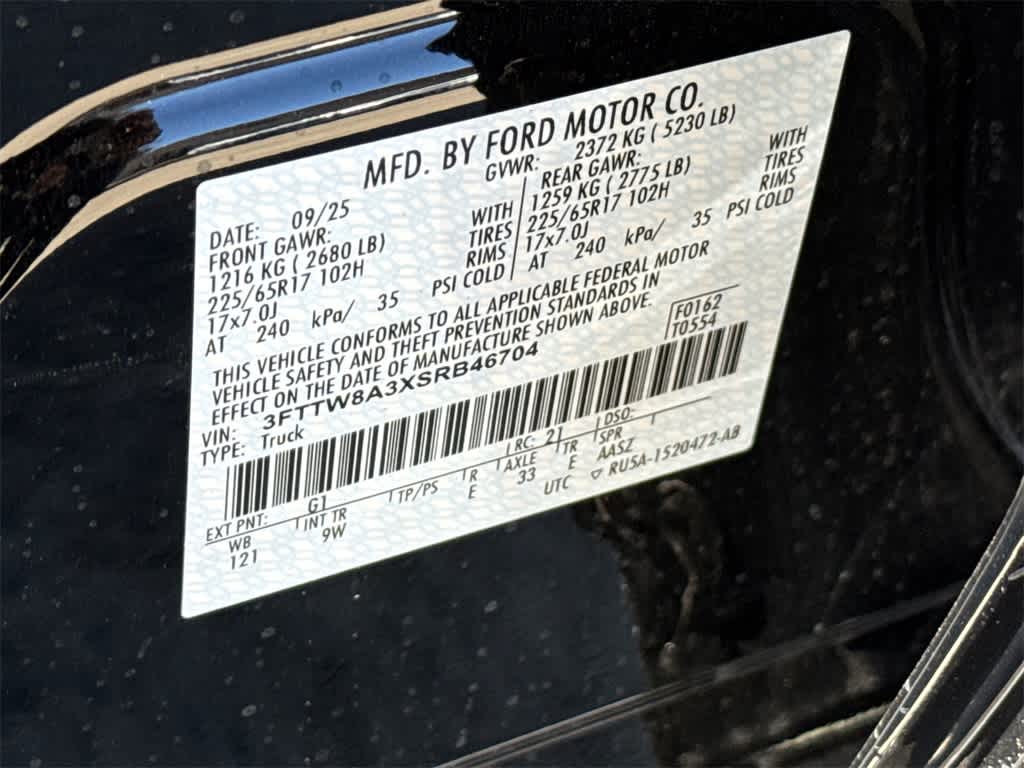 MFD. BY FORD MOTOR CO.
DATE: 09/25
GVWR: 2372 KG ( 5230 LB)
FRONT GAWR:
1216 KG ( 2680 LB) WITH
225/65R17 102H TIRES
17x7.0J RIMS
AT 240 kPa/ 35 PSI COLD
REAR GAWR:
1259 KG ( 2775 LB) WITH
225/65R17 102H TIRES
17x7.0J RIMS
AT 240 kPa/ 35 PSI COLD
THIS VEHICLE CONFORMS TO ALL APPLICABLE FEDERAL MOTOR
VEHICLE SAFETY AND THEFT PREVENTION STANDARDS IN
EFFECT ON THE DATE OF MANUFACTURE SHOWN ABOVE.
VIN: 3FTTW8A3XSRB46704
TYPE: Truck
F0162
T0554
EXT PNT: G1 RC: 21 DSO:
WB INT TR TP/PS R AXLE TR SPR
121 9W E 33 E AASZ
UTC ▽ RU5A-1520472-AB